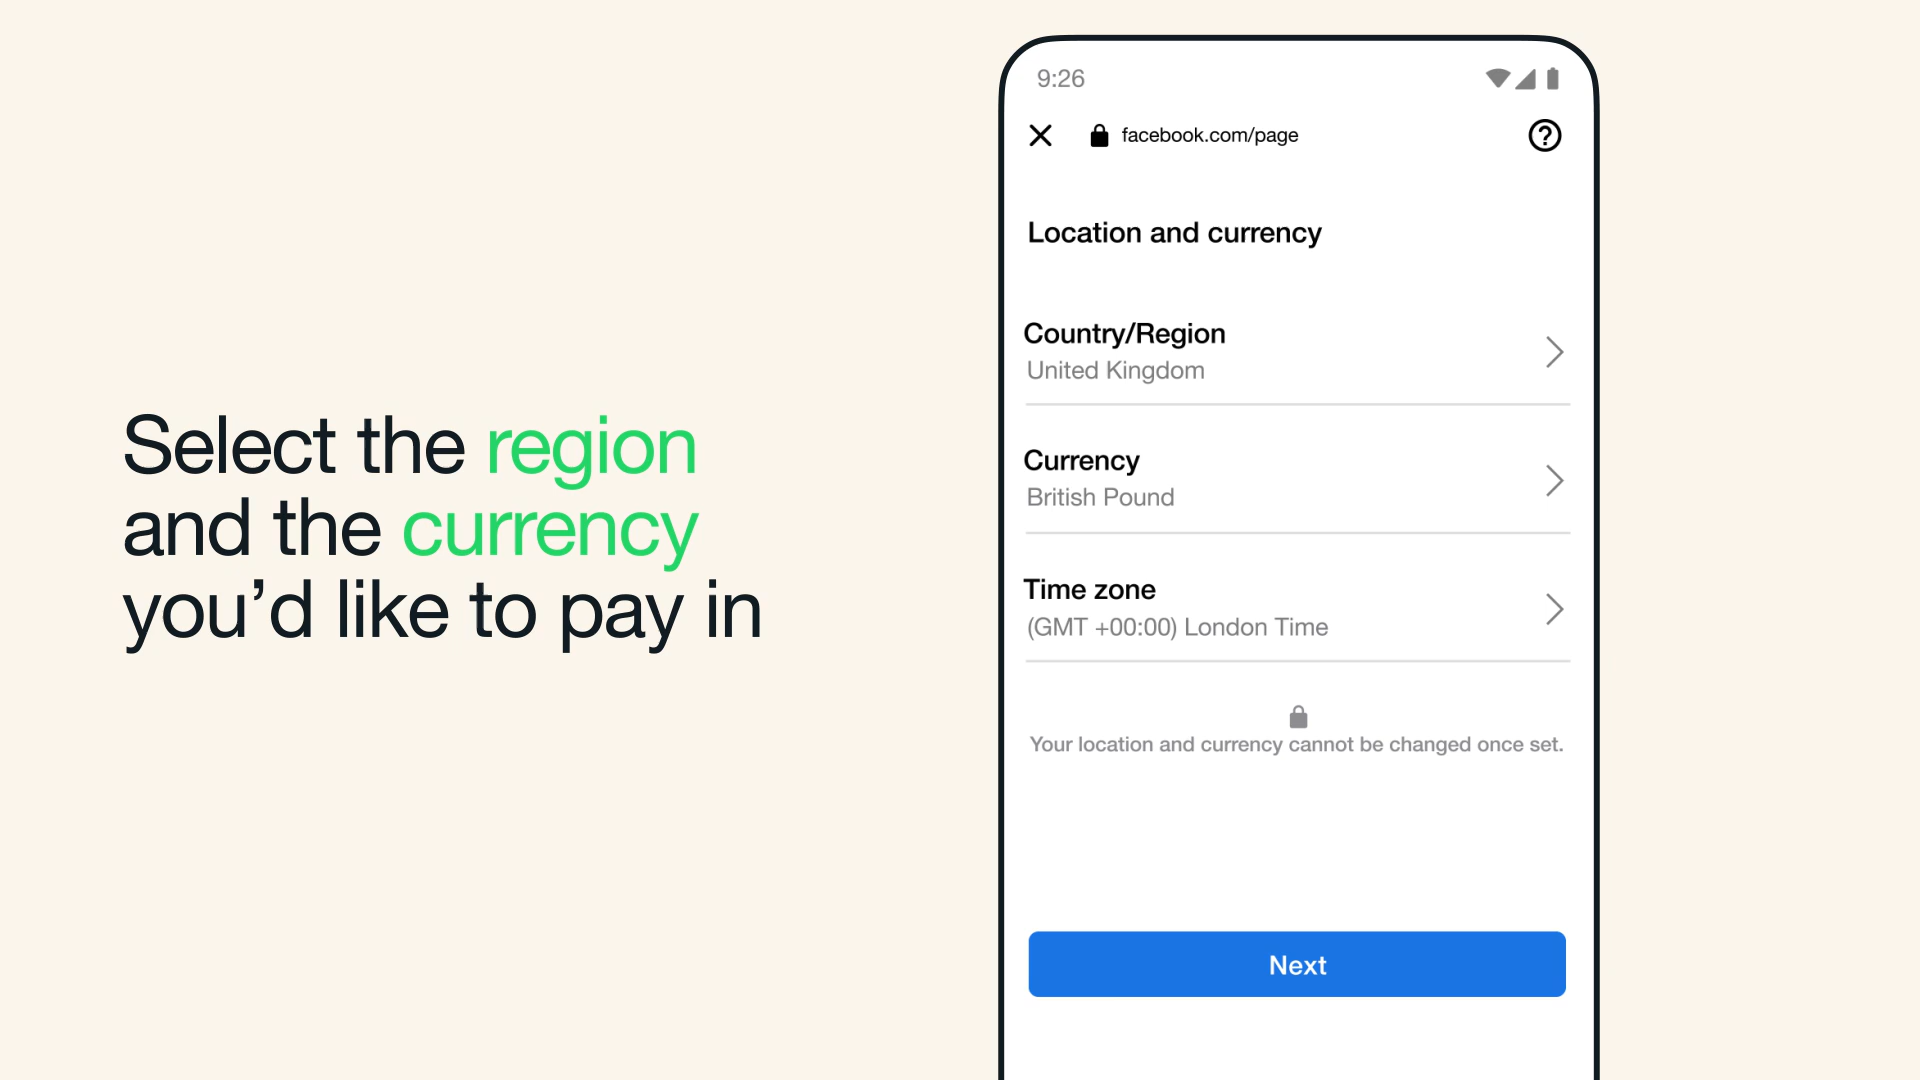 Select the region
and the currency
you’d like to pay in
9:26
facebook.com/page
Location and currency
Country/Region
United Kingdom
Currency
British Pound
Time zone
(GMT +00:00) London Time
Your location and currency cannot be changed once set.
Next